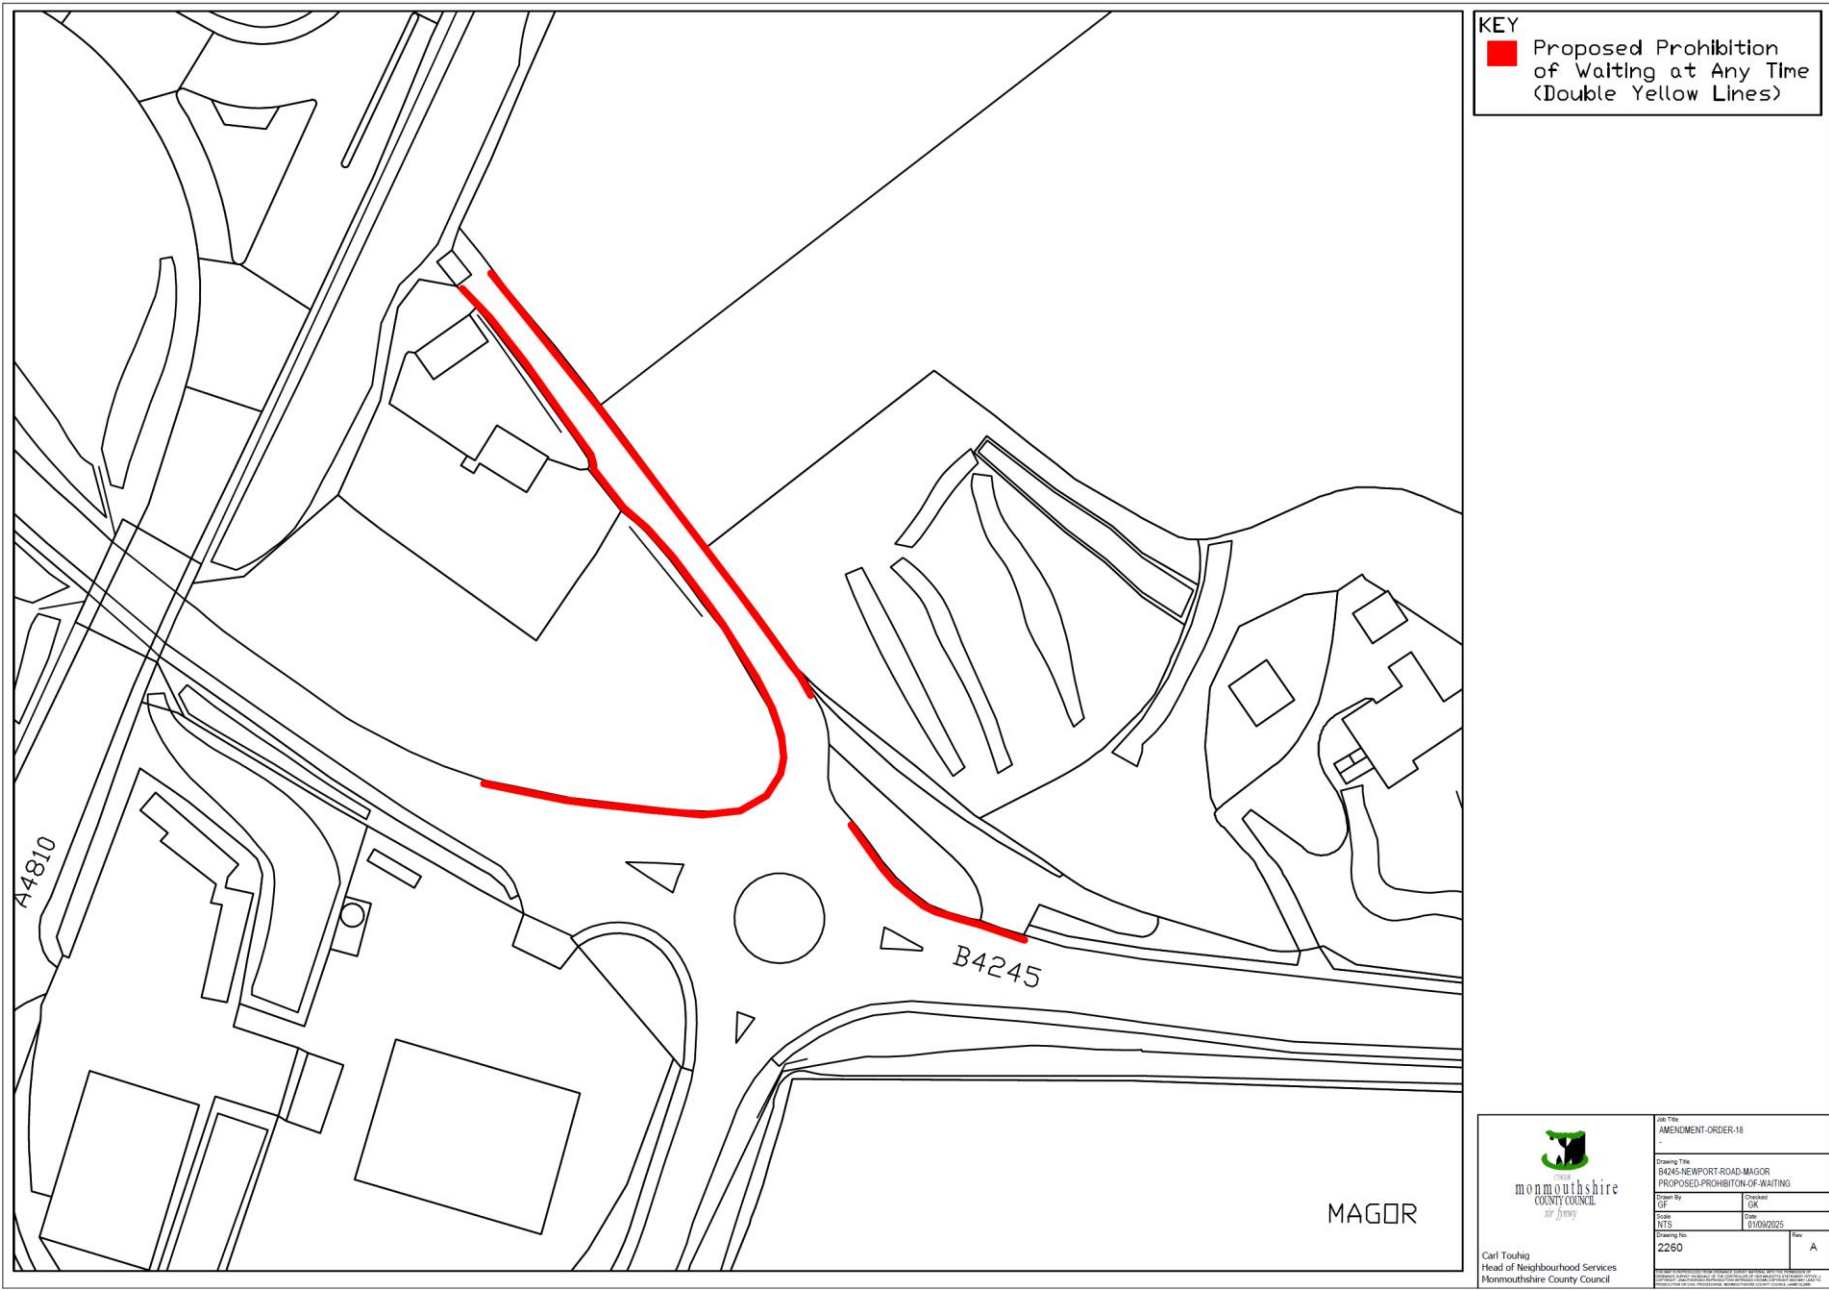 KEY
Proposed Prohibition
of Waiting at Any Time
(Double Yellow Lines)
A4810
B4245
MAGOR
monmouthshire
COUNTY COUNCIL
sir fynwy
Carl Touhig
Head of Neighbourhood Services
Monmouthshire County Council
Job Title
AMENDMENT-ORDER-18
-
Drawing Title
B4245-NEWPORT-ROAD-MAGOR
PROPOSED-PROHIBITON-OF-WAITING
Drawn By
GF
Checked
GK
Scale
NTS
Date
01/09/2025
Drawing No.
2260
Rev
A